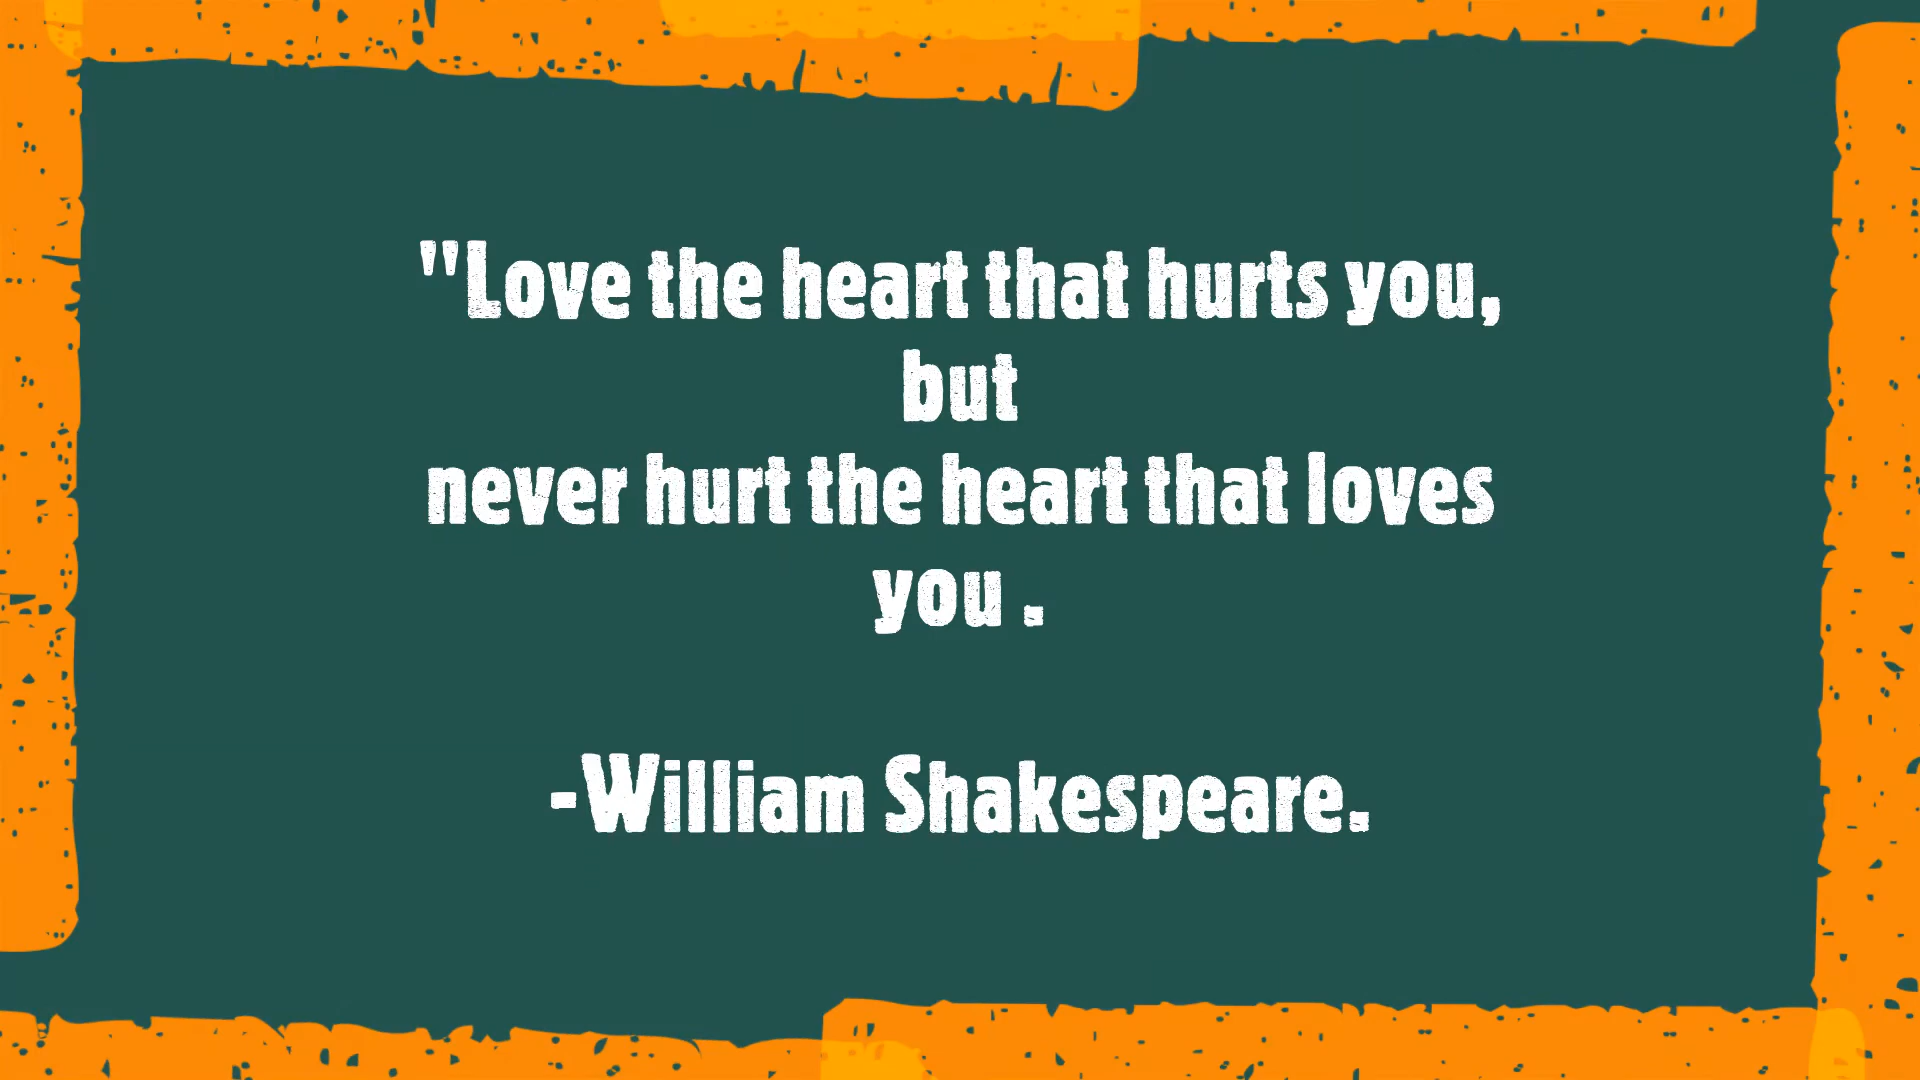 "Love the heart that hurts you,
but
never hurt the heart that loves
you .
-William Shakespeare.